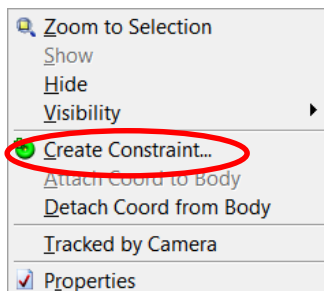 Zoom to Selection
Show
Hide
Visibility
Create Constraint...
Attach Coord to Body
Detach Coord from Body
Tracked by Camera
Properties